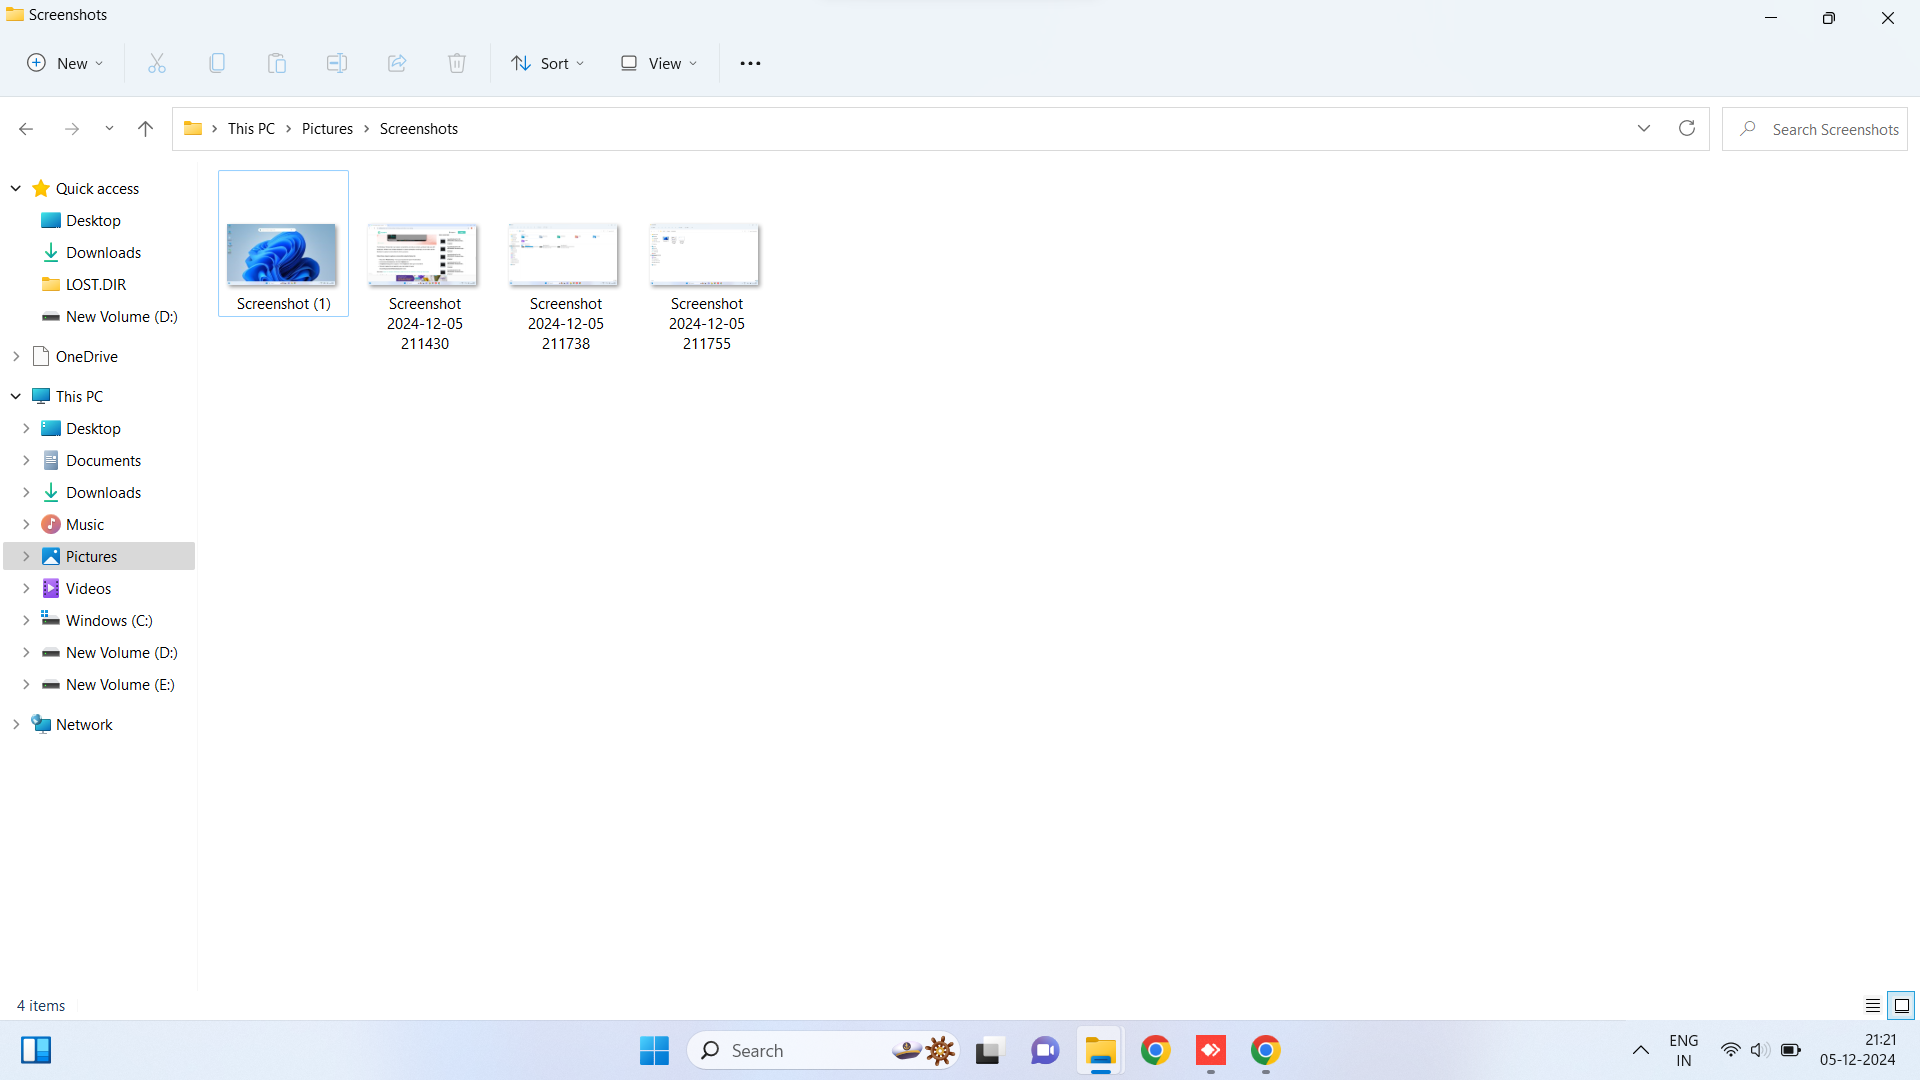 Screenshots
New
Sort
View
This PC
Pictures
Screenshots
Search Screenshots
Quick access
Desktop
Downloads
LOST.DIR
New Volume (D:)
OneDrive
This PC
Desktop
Documents
Downloads
Music
Pictures
Videos
Windows (C:)
New Volume (D:)
New Volume (E:)
Network
Screenshot (1)
Screenshot
2024-12-05
211430
Screenshot
2024-12-05
211738
Screenshot
2024-12-05
211755
4 items
Search
ENG
IN
21:21
05-12-2024